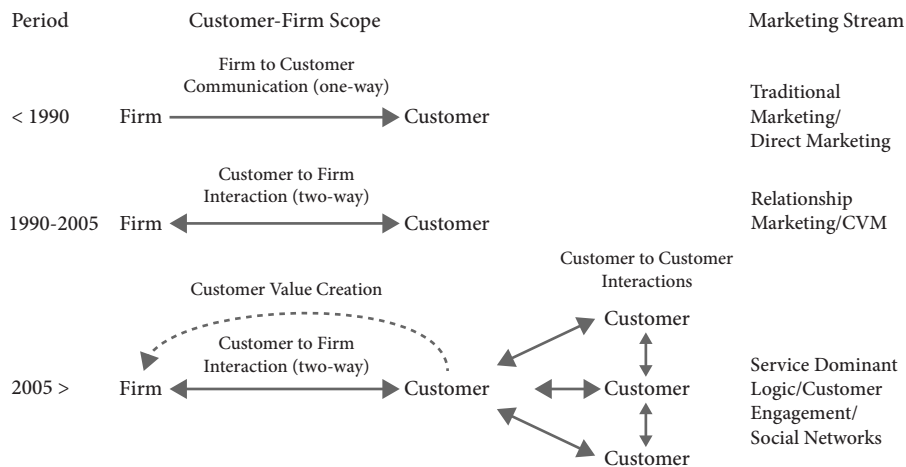 Period
Customer-Firm Scope
Marketing Stream
Firm to Customer
Communication (one-way)
< 1990
Firm
Customer
Traditional
Marketing/
Direct Marketing
Customer to Firm
Interaction (two-way)
1990-2005
Firm
Customer
Relationship
Marketing/CVM
Customer to Customer
Interactions
Customer Value Creation
Customer to Firm
Interaction (two-way)
2005 >
Firm
Customer
Customer
Customer
Customer
Service Dominant
Logic/Customer
Engagement/
Social Networks